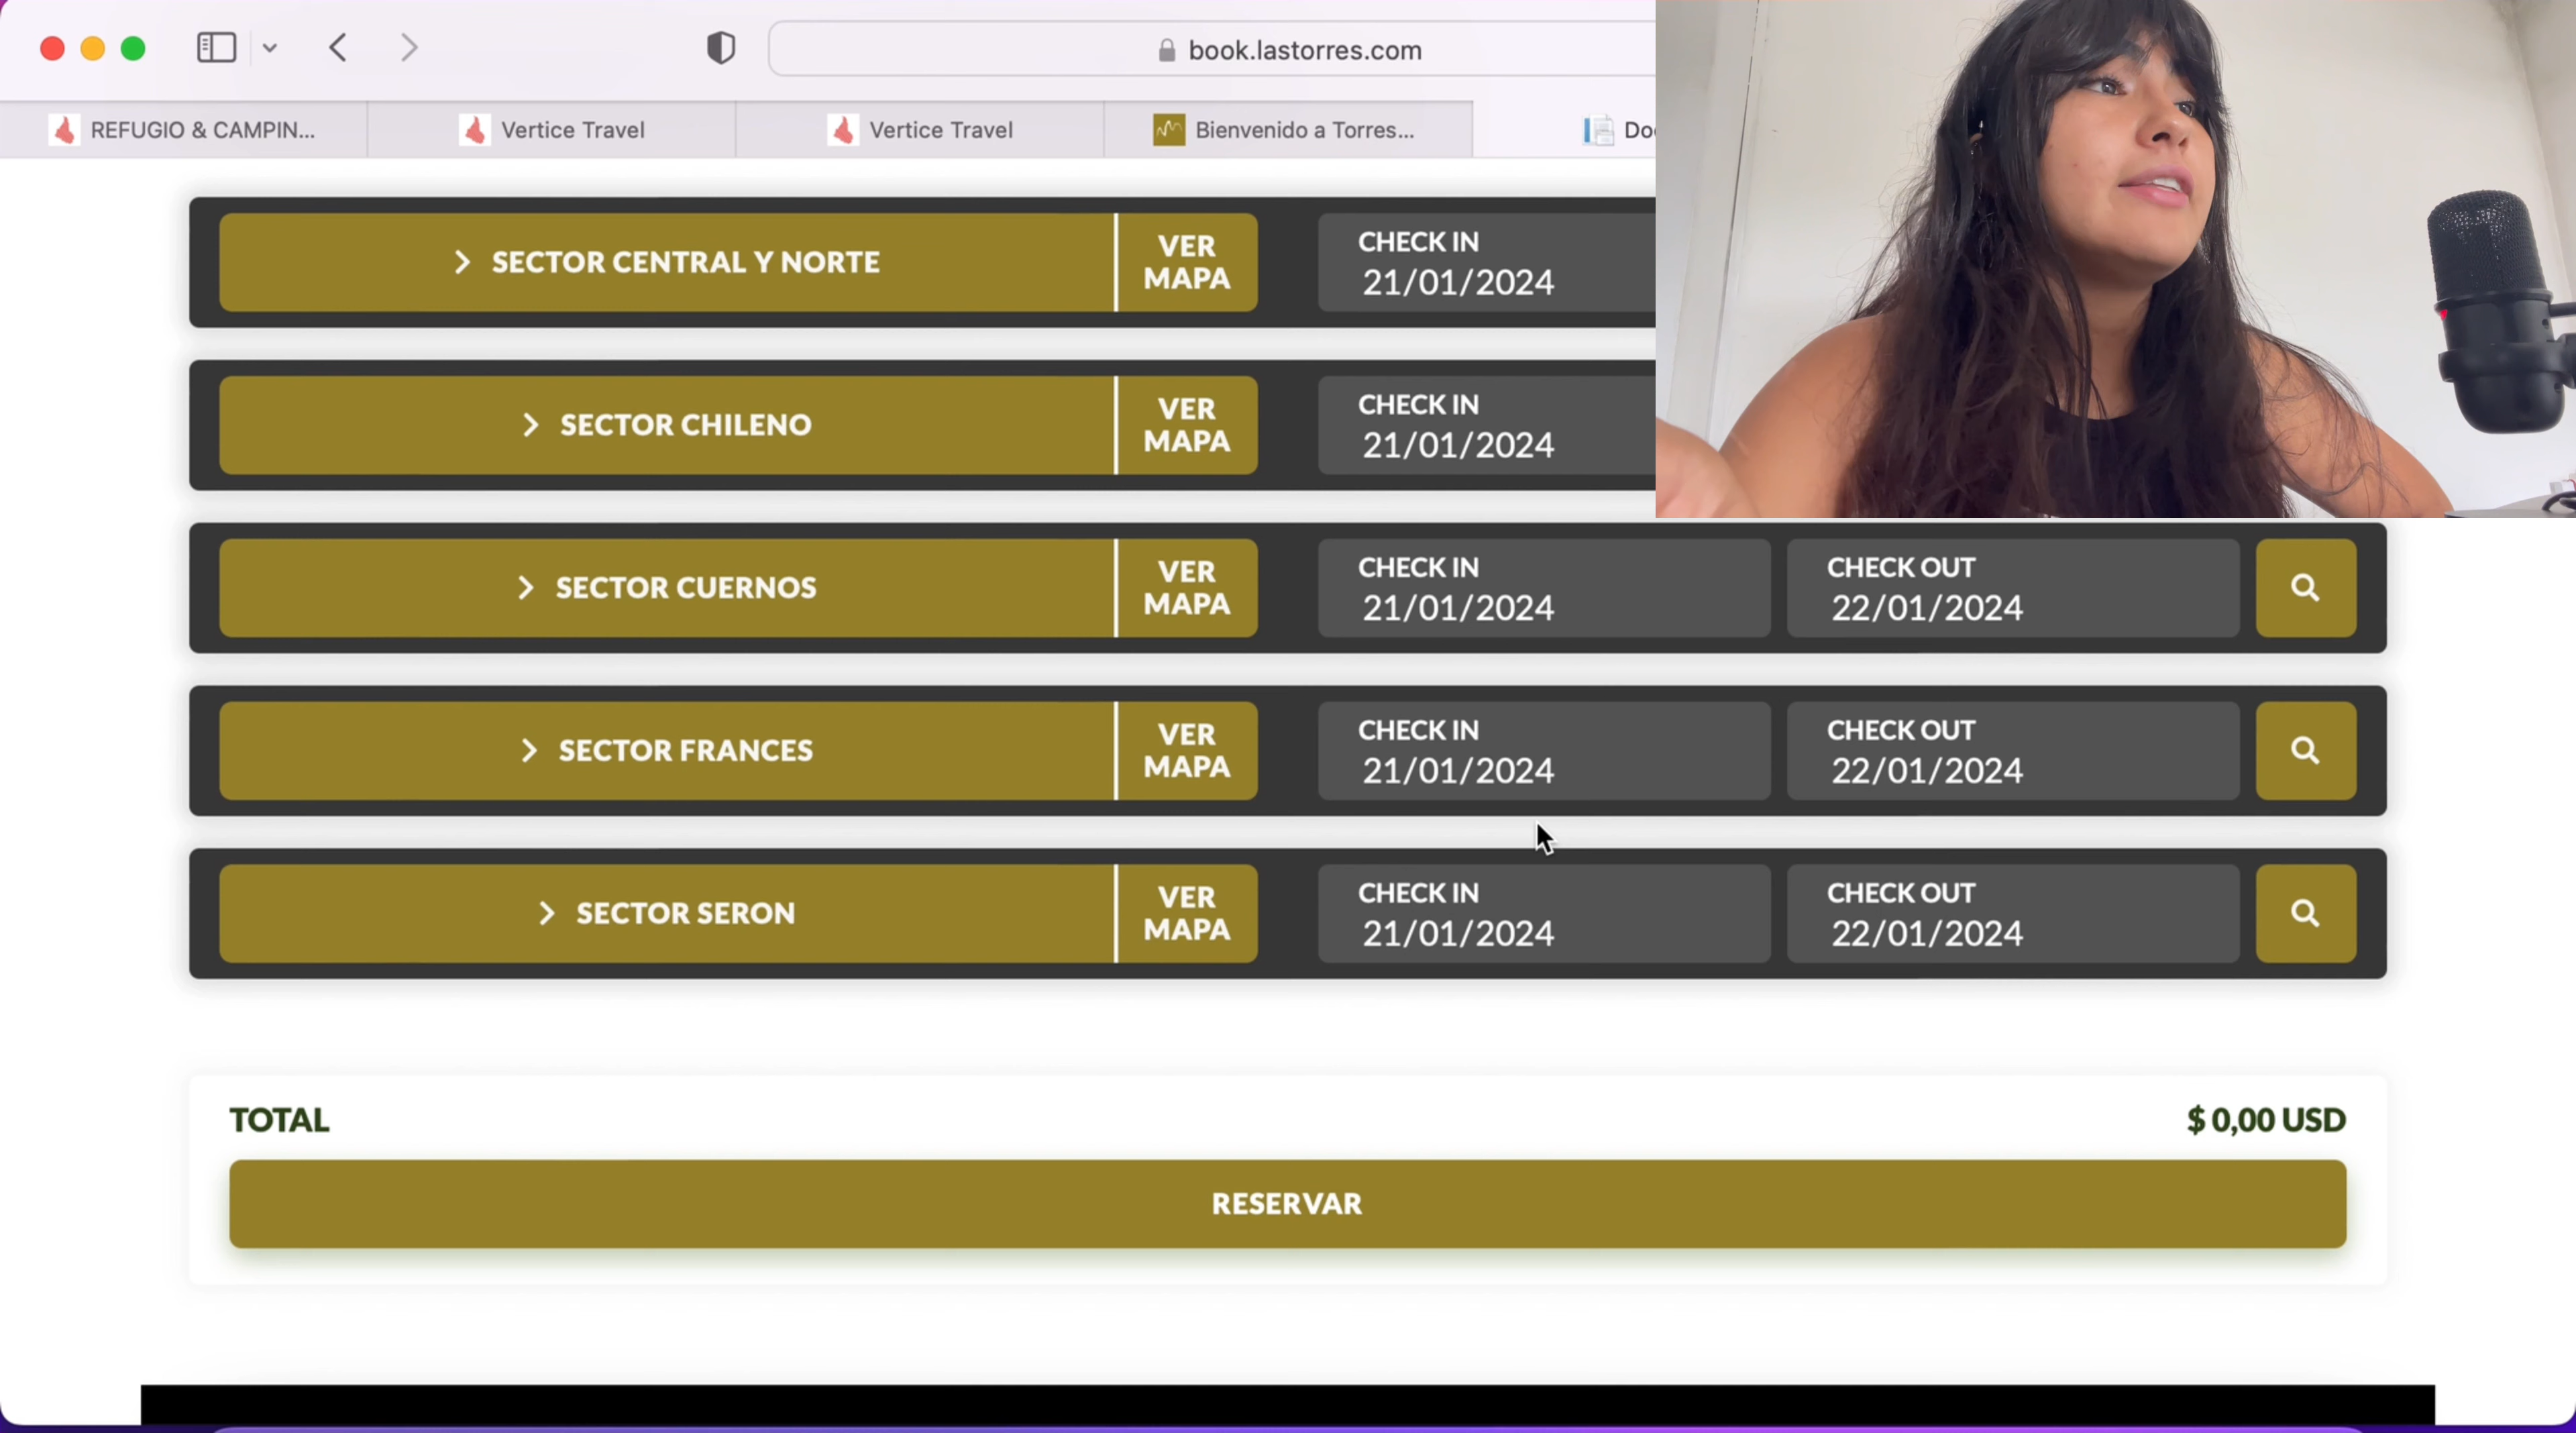 book.lastorres.com
REFUGIO & CAMPIN...
Vertice Travel
Vertice Travel
Bienvenido a Torres...
SECTOR CENTRAL Y NORTE
VER
MAPA
CHECK IN
21/01/2024
SECTOR CHILENO
VER
MAPA
CHECK IN
21/01/2024
SECTOR CUERNOS
VER
MAPA
CHECK IN
21/01/2024
CHECK OUT
22/01/2024
SECTOR FRANCES
VER
MAPA
CHECK IN
21/01/2024
CHECK OUT
22/01/2024
SECTOR SERON
VER
MAPA
CHECK IN
21/01/2024
CHECK OUT
22/01/2024
TOTAL
$ 0,00 USD
RESERVAR